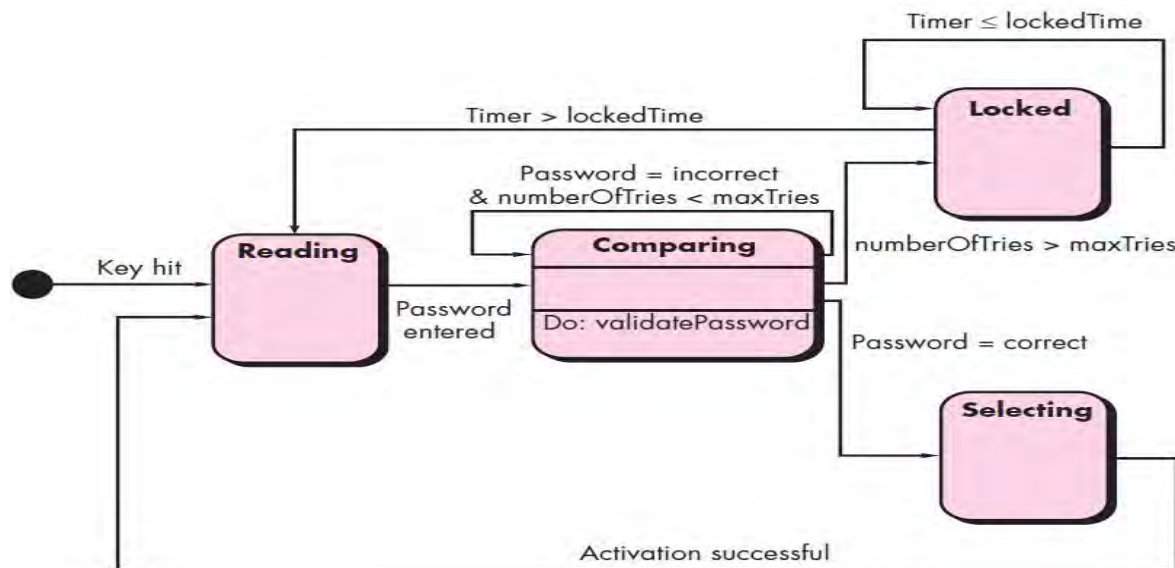 Timer ≤ lockedTime
Locked
Timer > lockedTime
Password = incorrect
& numberOfTries < maxTries
Reading
Comparing
numberOfTries > maxTries
Key hit
Password
entered
Do: validatePassword
Password = correct
Selecting
Activation successful